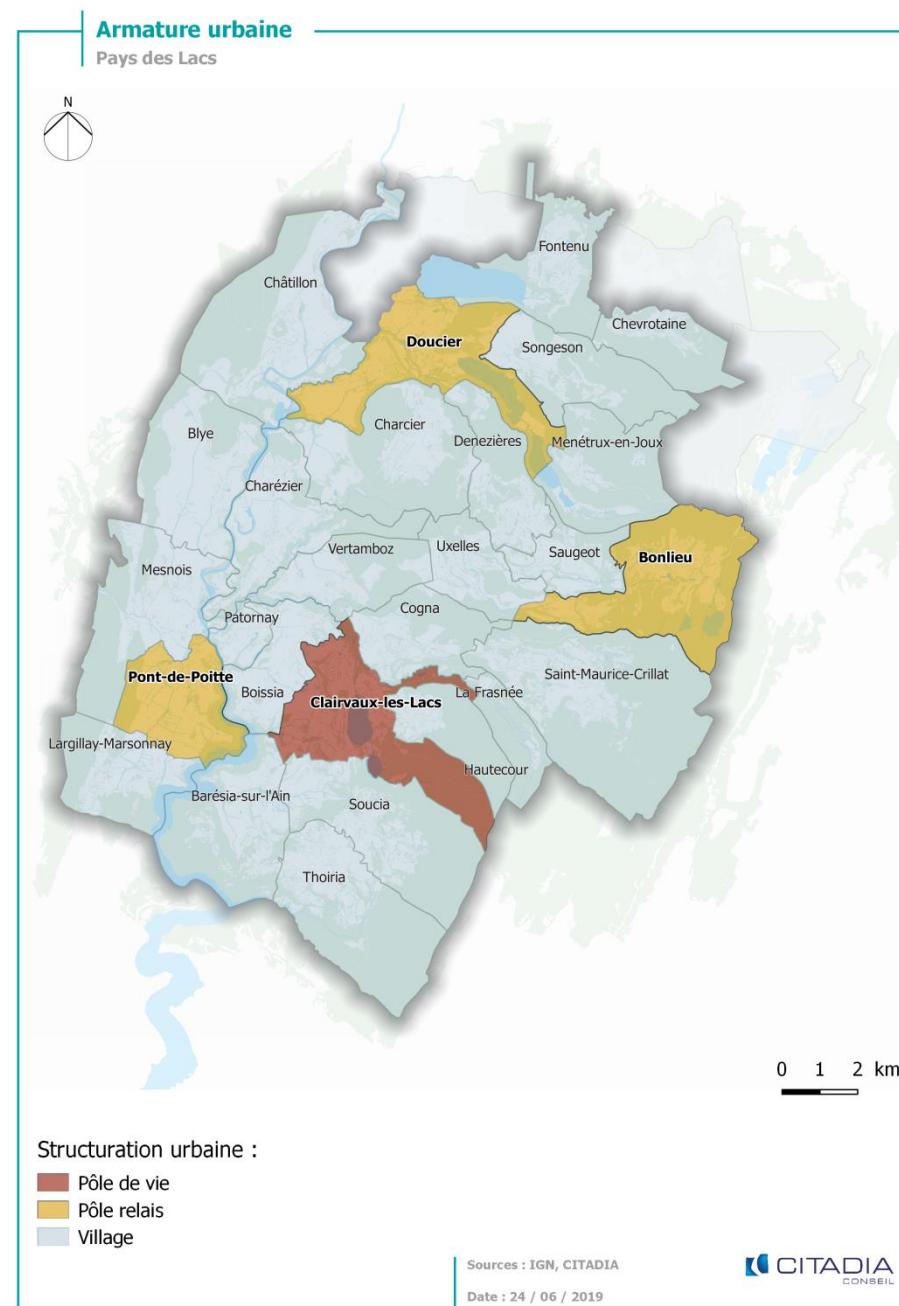 Armature urbaine
Pays des Lacs
N
Fontenu
Châtillon
Chevrotaine
Doucier
Songeson
Charcier
Blye
Denezières
Menétrux-en-Joux
Charézier
Vertamboz
Uxelles
Saugeot
Bonlieu
Mesnois
Cogna
Patornay
Pont-de-Poitte
Saint-Maurice-Crillat
Boissia
La Frasnée
Clairvaux-les-Lacs
Largillay-Marsonnay
Hautecour
Barésia-sur-l'Ain
Soucia
Thoiria
0 1 2 km
Structuration urbaine :
Pôle de vie
Pôle relais
Village
Sources : IGN, CITADIA
Date : 24 / 06 / 2019
CITADIA
CONSEIL